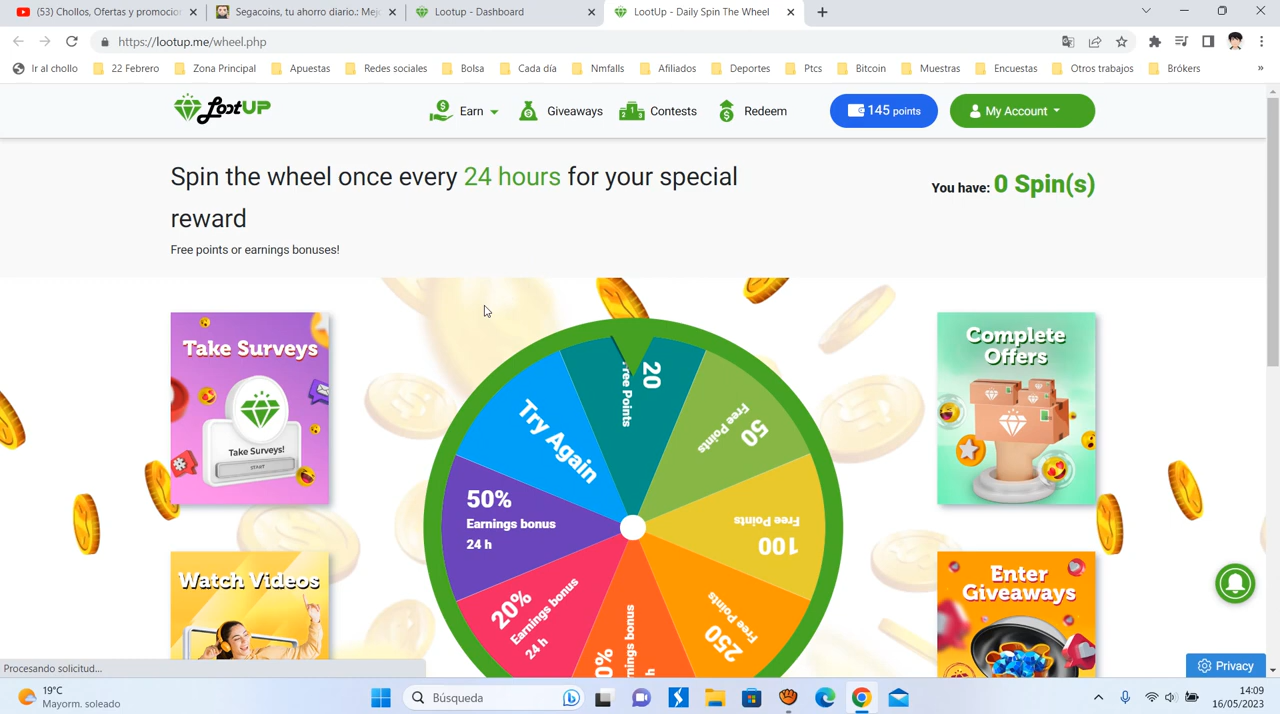 (53) Chollos, Ofertas y promocion
Segacoins, tu ahorro diario.: Mej
Lootup - Dashboard
LootUp - Daily Spin The Wheel
https://lootup.me/wheel.php
Ir al chollo
22 Febrero
Zona Principal
Apuestas
Redes sociales
Bolsa
Cada día
Nmfalls
Afiliados
Deportes
Ptcs
Bitcoin
Muestras
Encuestas
Otros trabajos
Brókers
»
LootUP
Earn
Giveaways
Contests
Redeem
145 points
My Account
Spin the wheel once every 24 hours for your special
reward
You have: 0 Spin(s)
Free points or earnings bonuses!
Take Surveys
Take Surveys!
START
Complete
Offers
Watch Videos
Enter
Giveaways
20
Free Points
50
Free Points
100
Free Points
250
Free Points
Try Again
50%
Earnings bonus
24 h
20%
Earnings bonus
24 h
Procesando solicitud...
Privacy
19°C
Mayorm. soleado
Búsqueda
14:09
16/05/2023